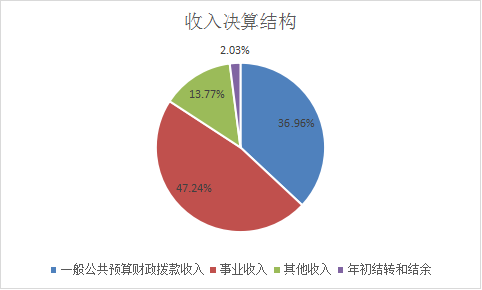 收入决算结构
2.03%
13.77%
36.96%
47.24%
一般公共预算财政拨款收入 事业收入 其他收入 年初结转和结余